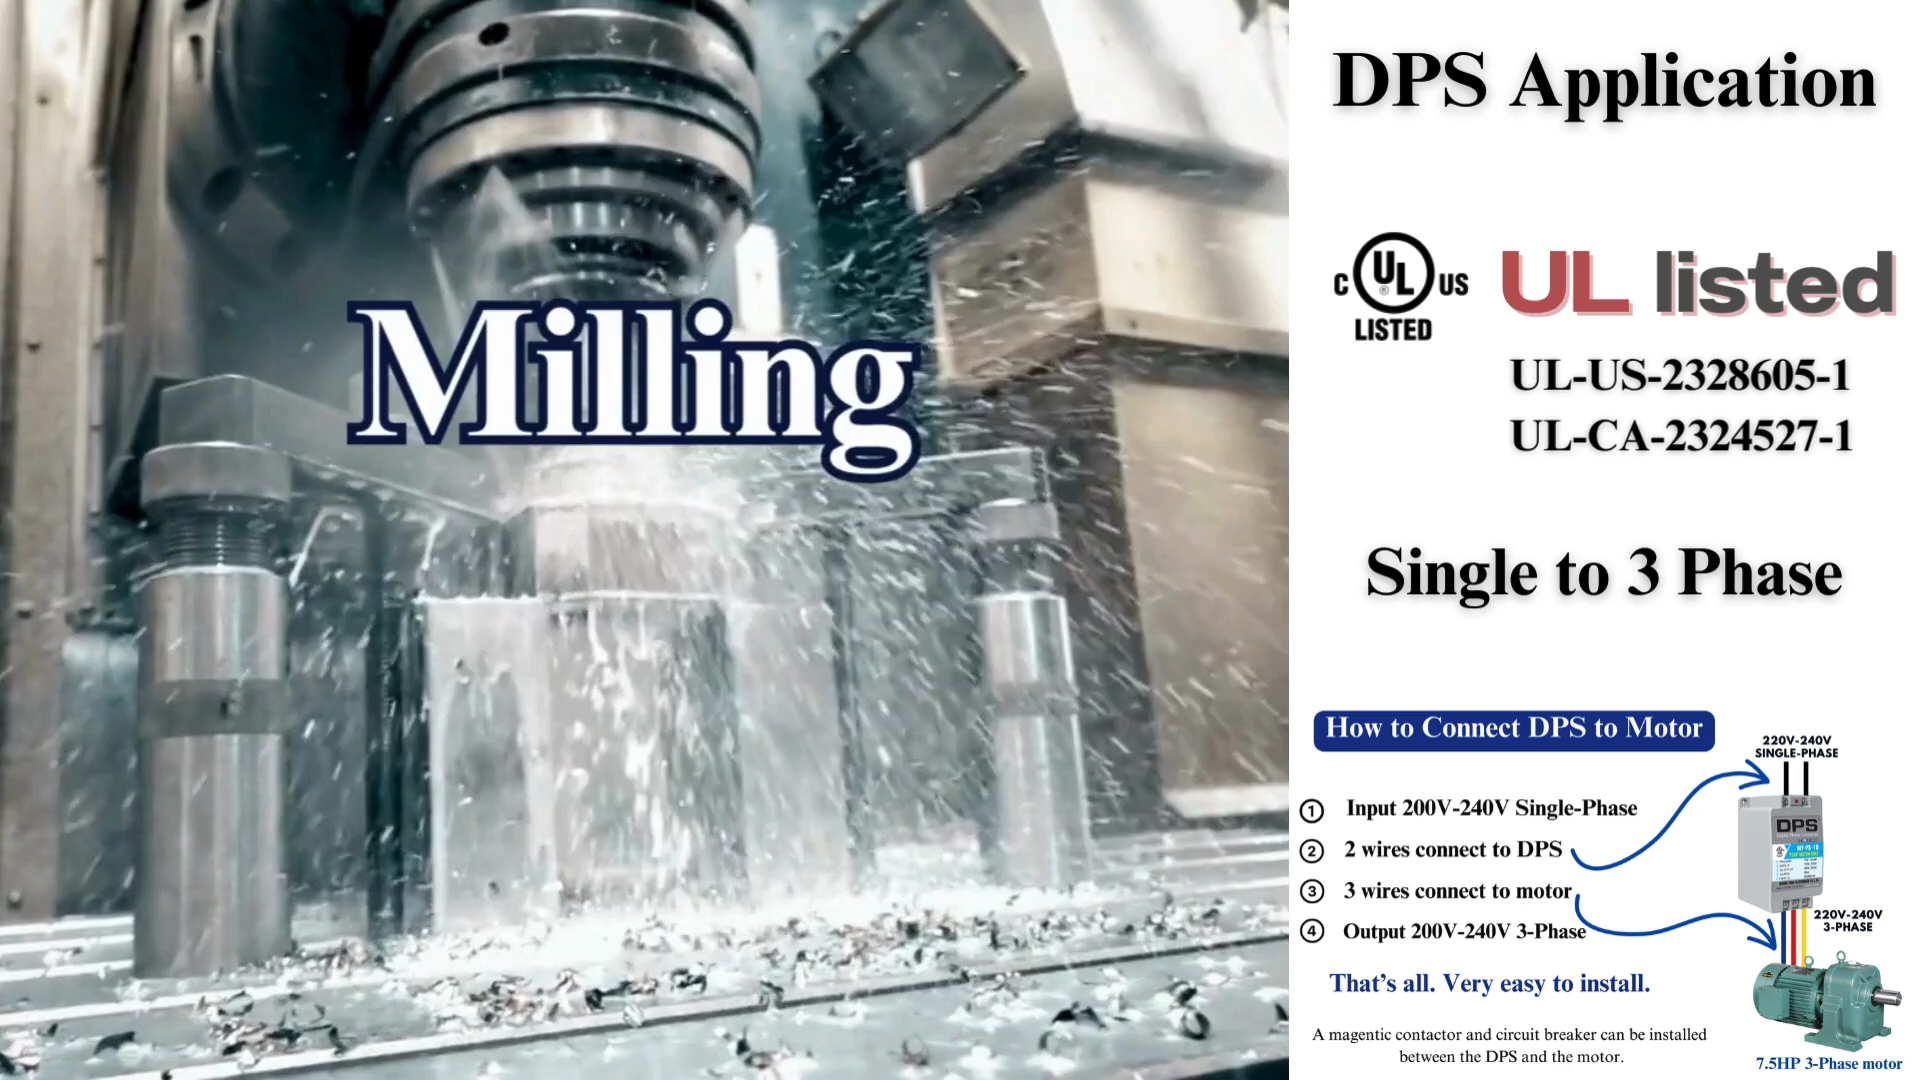 Milling
DPS Application
C UL ® US
LISTED
UL listed
UL-US-2328605-1
UL-CA-2324527-1
Single to 3 Phase
How to Connect DPS to Motor
1 Input 200V-240V Single-Phase
2 2 wires connect to DPS
3 3 wires connect to motor
4 Output 200V-240V 3-Phase
That's all. Very easy to install.
A magentic contactor and circuit breaker can be installed
between the DPS and the motor.
220V-240V
SINGLE-PHASE
DPS
220V-240V
3-PHASE
7.5HP 3-Phase motor